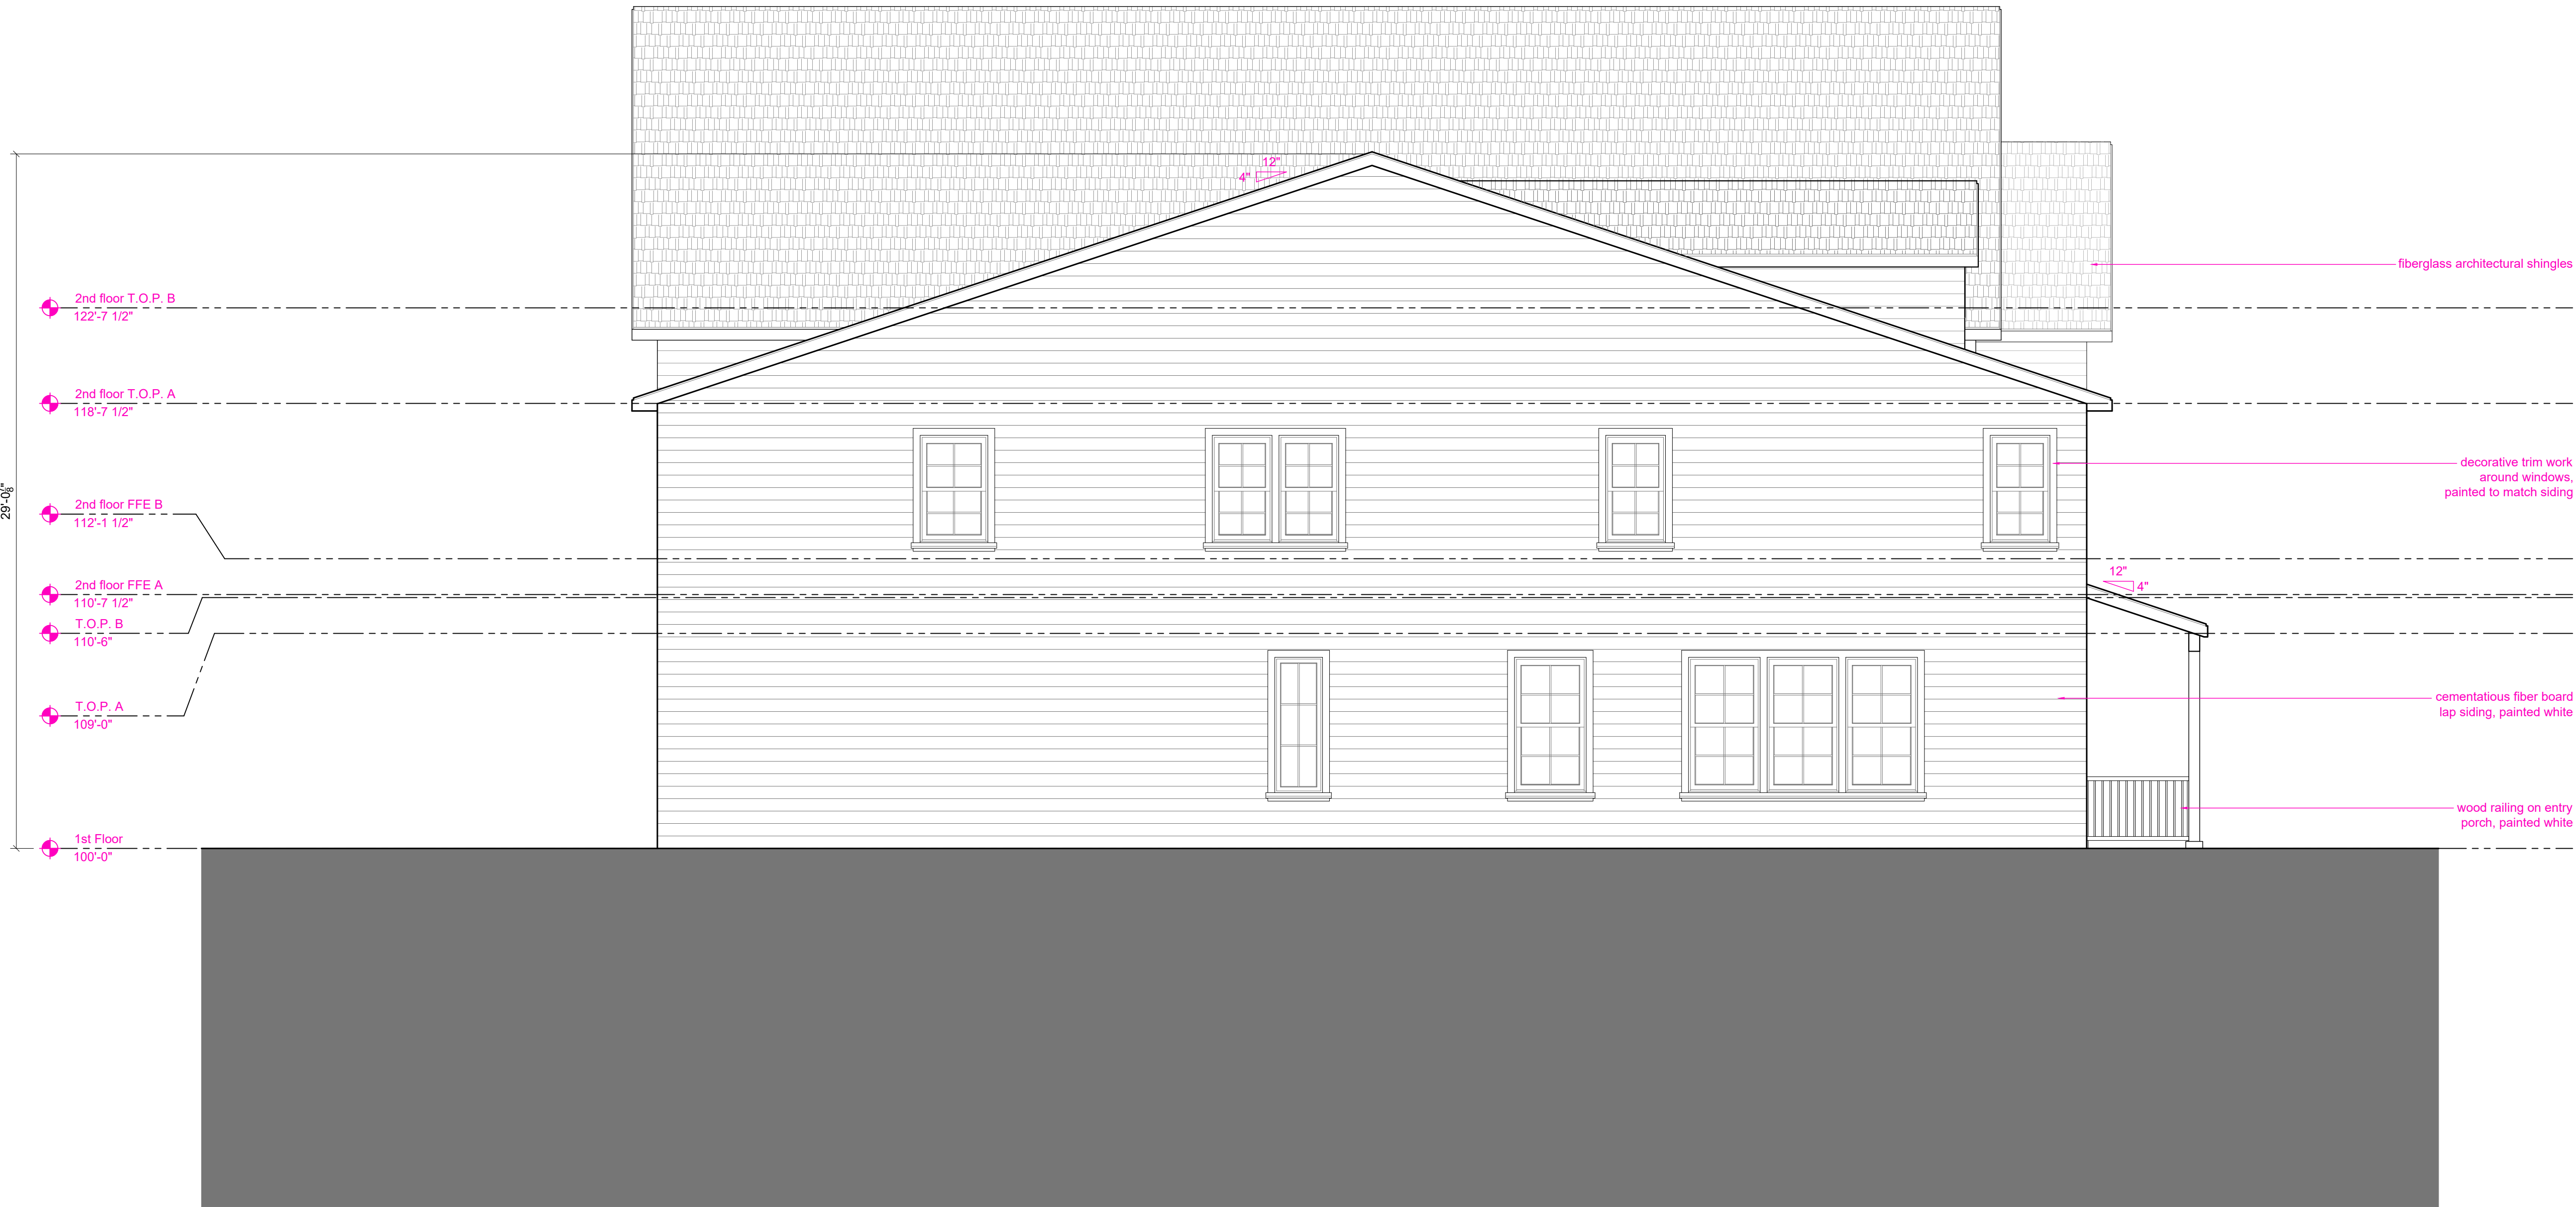 12"
4"
fiberglass architectural shingles
2nd floor T.O.P. B
122'-7 1/2"
2nd floor T.O.P. A
118'-7 1/2"
decorative trim work
around windows,
painted to match siding
2nd floor FFE B
112'-1 1/2"
2nd floor FFE A
110'-7 1/2"
12"
4"
T.O.P. B
110'-6"
T.O.P. A
109'-0"
cementatious fiber board
lap siding, painted white
wood railing on entry
porch, painted white
1st Floor
100'-0"